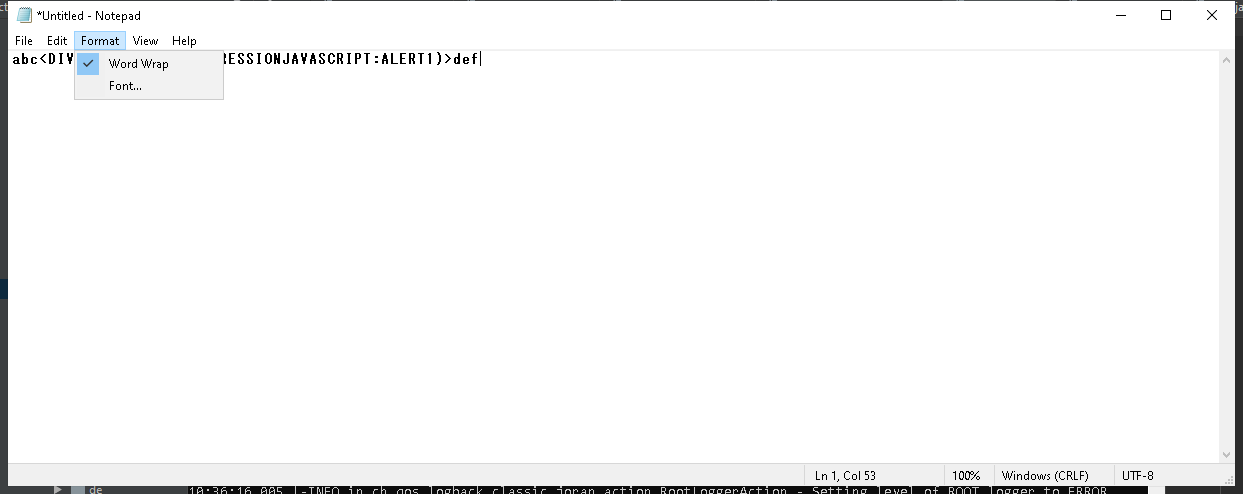 *Untitled - Notepad
File Edit Format View Help
abc<DIV
RESSIONJAVASCRIPT:ALERT1)>def
Word Wrap
Font...
Ln 1, Col 53 100% Windows (CRLF) UTF-8
de 10:36:16,005 |-INFO in ch.qos.logback.classic.joran.action.RootLoggerAction - Setting level of ROOT logger to ERROR